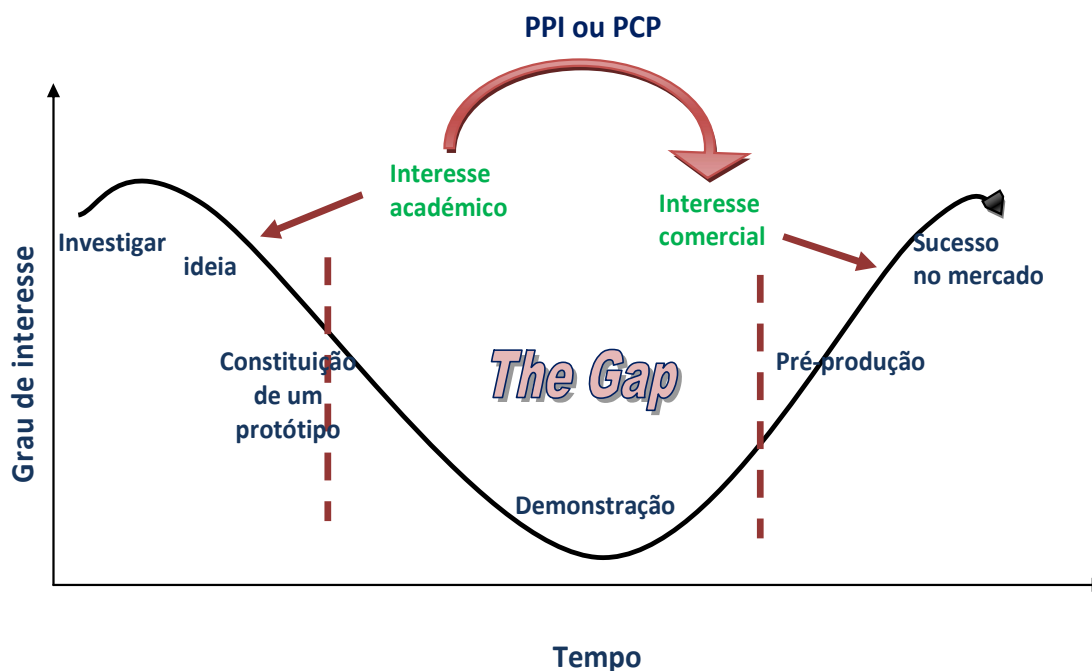 PPI ou PCP
Interesse
académico
Interesse
comercial
Investigar
ideia
Sucesso
no mercado
Constituição
de um
protótipo
The Gap
Pré-produção
Demonstração
Grau de interesse
Tempo